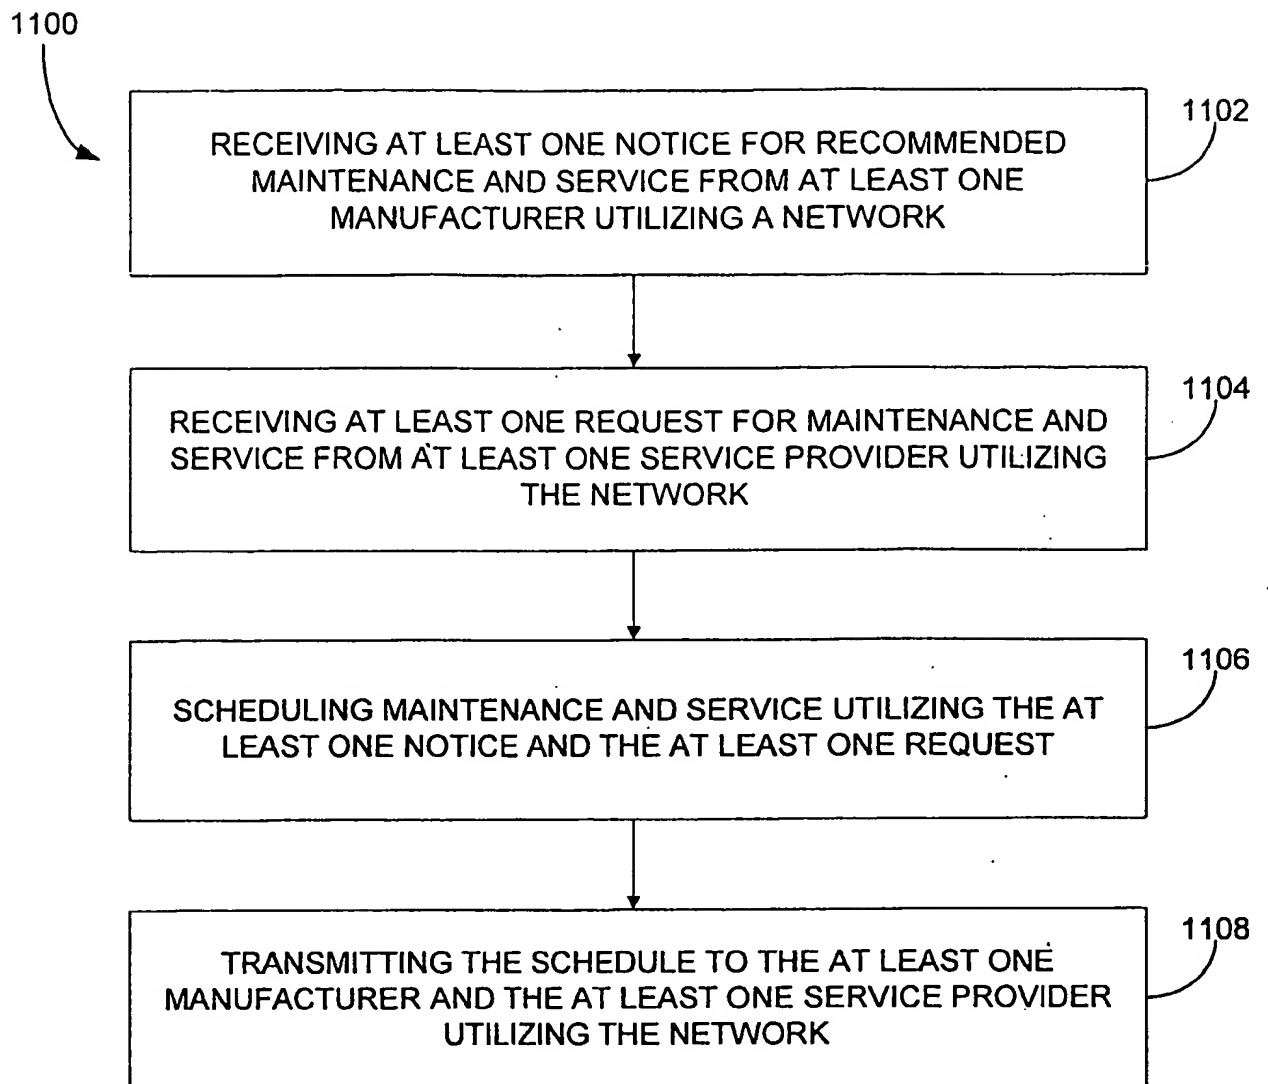 1100
1102
RECEIVING AT LEAST ONE NOTICE FOR RECOMMENDED
MAINTENANCE AND SERVICE FROM AT LEAST ONE
MANUFACTURER UTILIZING A NETWORK
1104
RECEIVING AT LEAST ONE REQUEST FOR MAINTENANCE AND
SERVICE FROM AT LEAST ONE SERVICE PROVIDER UTILIZING
THE NETWORK
1106
SCHEDULING MAINTENANCE AND SERVICE UTILIZING THE AT
LEAST ONE NOTICE AND THE AT LEAST ONE REQUEST
1108
TRANSMITTING THE SCHEDULE TO THE AT LEAST ONE
MANUFACTURER AND THE AT LEAST ONE SERVICE PROVIDER
UTILIZING THE NETWORK